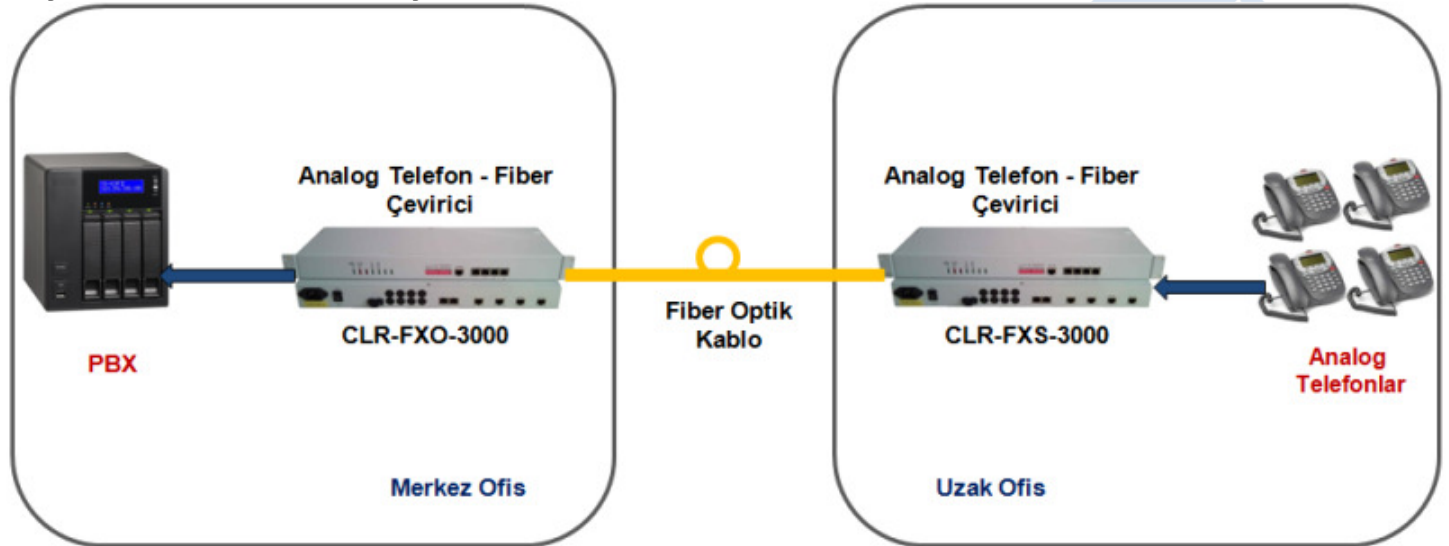 Analog Telefon - Fiber
Çevirici
CLR-FXO-3000
PBX
Merkez Ofis
Fiber Optik
Kablo
Analog Telefon - Fiber
Çevirici
CLR-FXS-3000
Analog
Telefonlar
Uzak Ofis